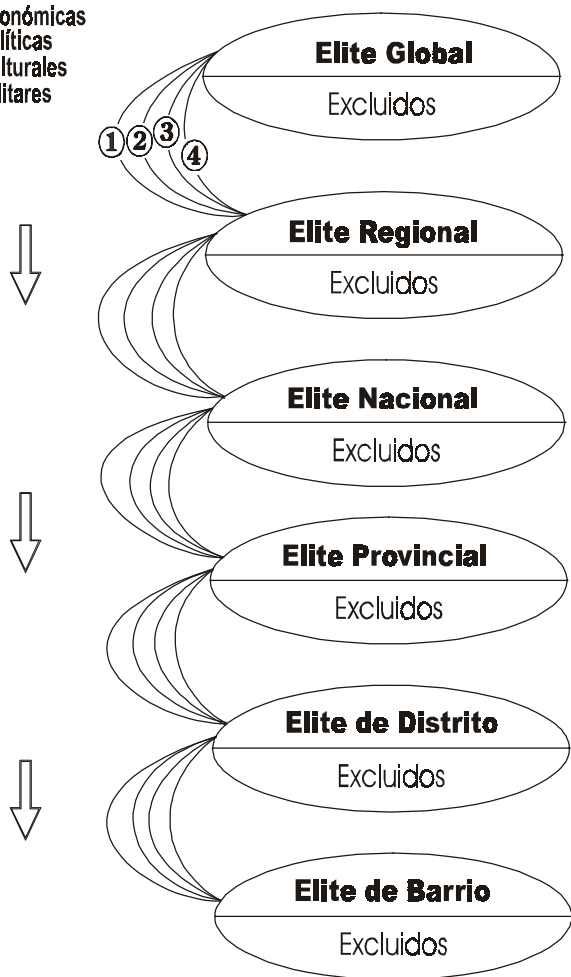 onómicas
líticas
lturales
litares
Elite Global
Excluidos
1 2 3 4
Elite Regional
Excluidos
Elite Nacional
Excluidos
Elite Provincial
Excluidos
Elite de Distrito
Excluidos
Elite de Barrio
Excluidos